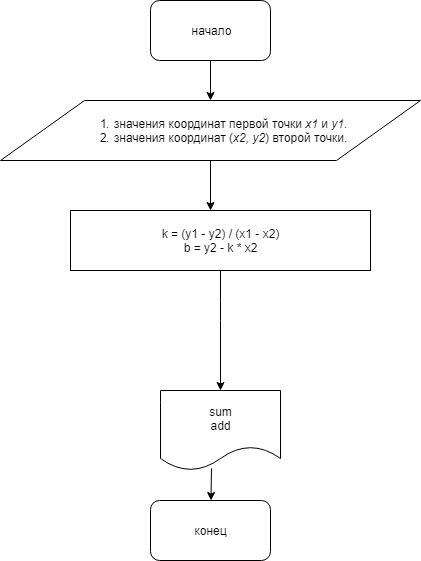 начало
1. значения координат первой точки x1 и y1.
2. значения координат (x2, y2) второй точки.
k = (y1 - y2) / (x1 - x2)
b = y2 - k * x2
sum
add
конец